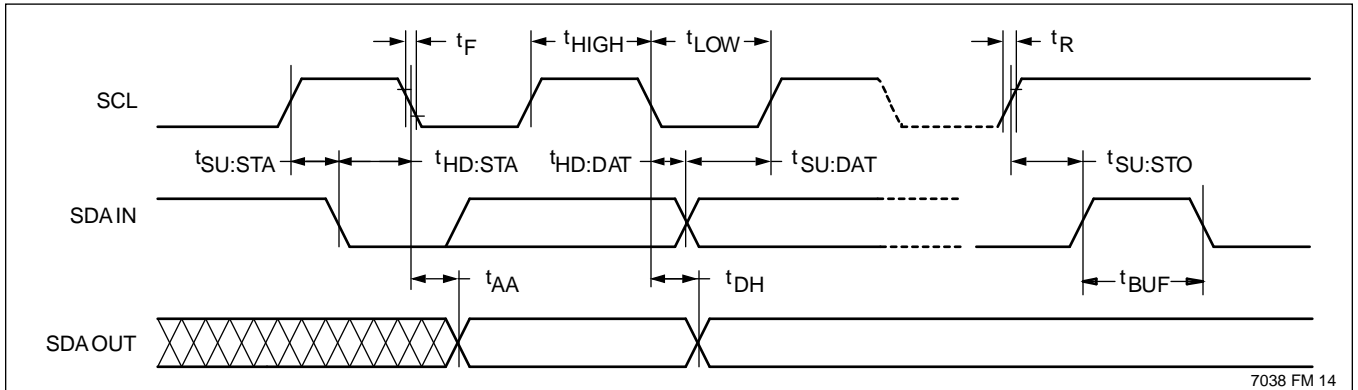 tF tHIGH tLOW tR
SCL
tSU:STA tHD:STA tHD:DAT tSU:DAT tSU:STO
SDA IN
tAA tDH tBUF
SDA OUT
7038 FM 14